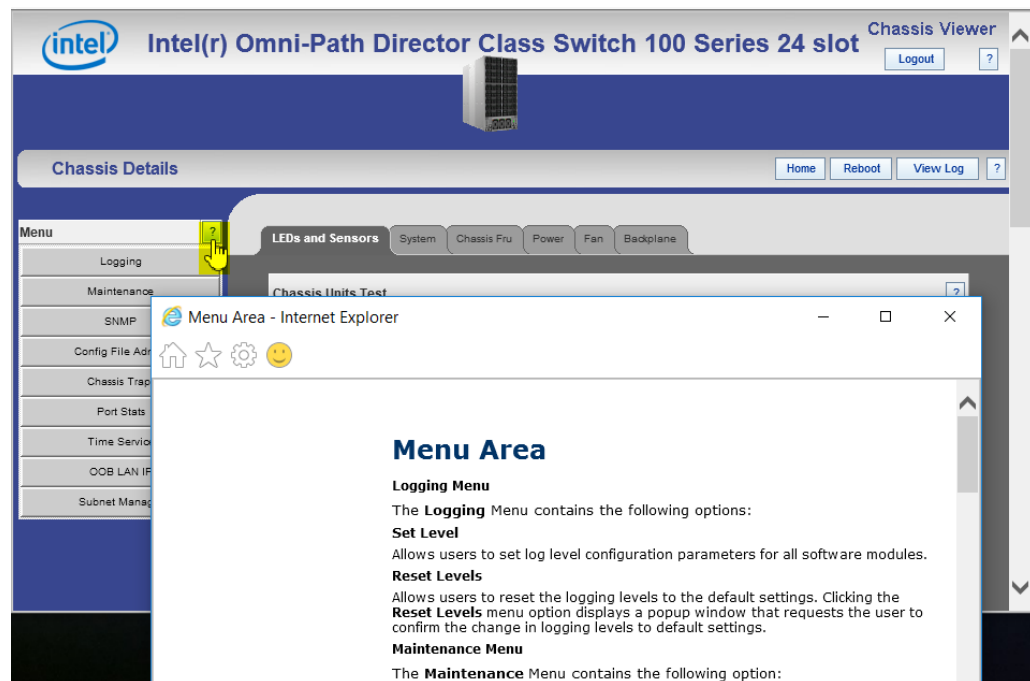 intel
Intel(r) Omni-Path Director Class Switch 100 Series 24 slot
Chassis Viewer
Logout
?
Chassis Details
Home
Reboot
View Log
?
Menu
?
LEDs and Sensors
System
Chassis Fru
Power
Fan
Backplane
Logging
Maintenance
SNMP
Config File Adm
Chassis Trap
Port Stats
Time Servic
OOB LAN IP
Subnet Manag
Chassis Units Test
?
Menu Area - Internet Explorer
Menu Area
Logging Menu
The Logging Menu contains the following options:
Set Level
Allows users to set log level configuration parameters for all software modules.
Reset Levels
Allows users to reset the logging levels to the default settings. Clicking the
Reset Levels menu option displays a popup window that requests the user to
confirm the change in logging levels to default settings.
Maintenance Menu
The Maintenance Menu contains the following option: